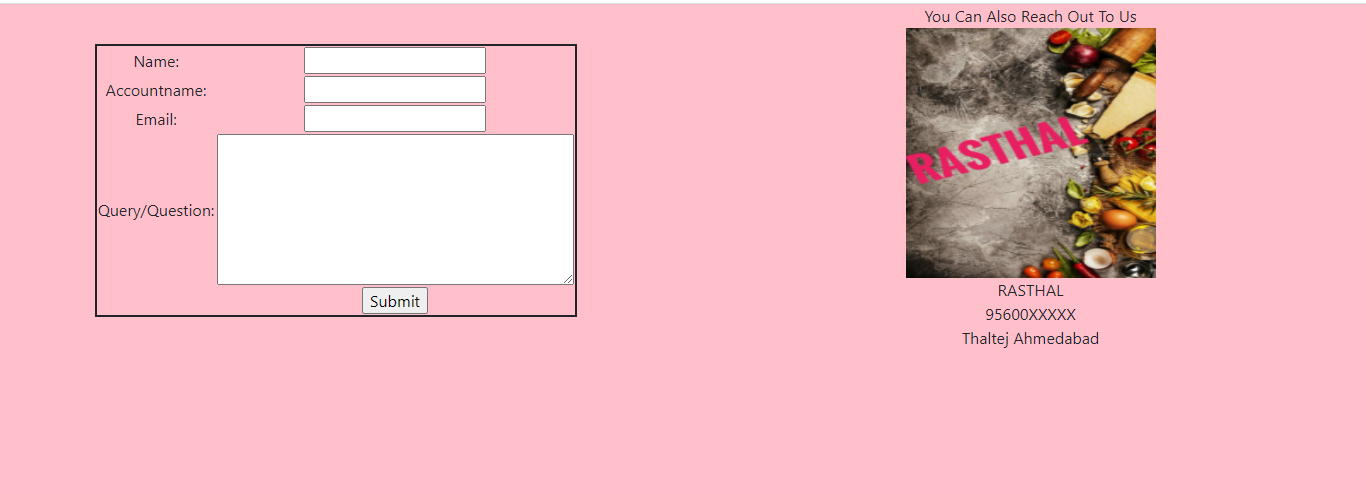 Name:
Accountname:
Email:
Query/Question:
Submit
You Can Also Reach Out To Us
RASTHAL
RASTHAL
95600XXXXX
Thaltej Ahmedabad